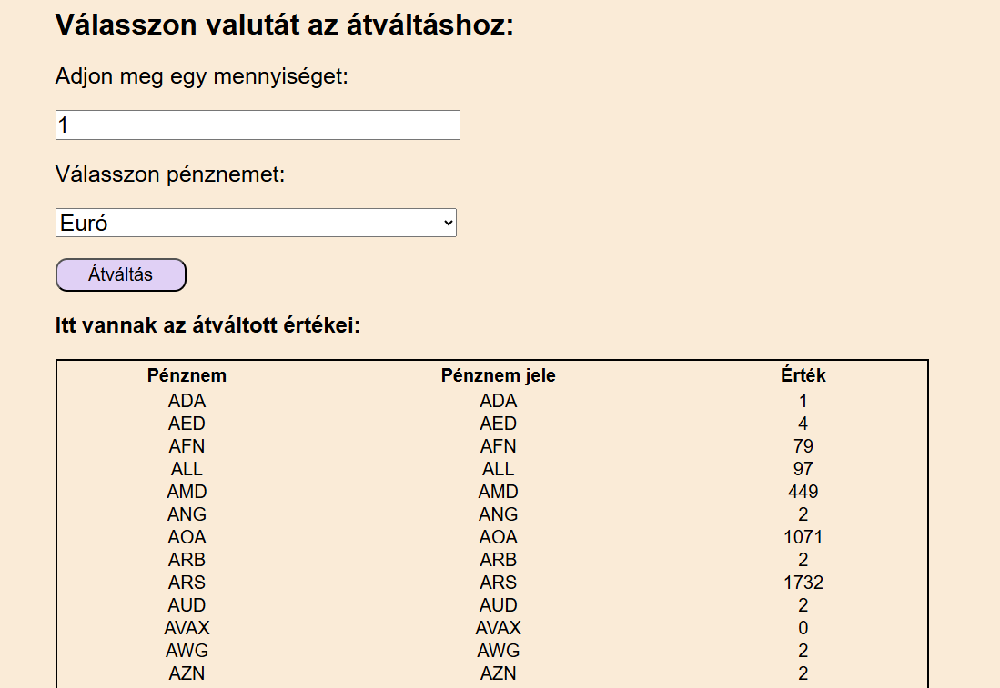 Válasszon valutát az átváltáshoz:
Adjon meg egy mennyiséget:
1
Válasszon pénznemet:
Euró
Átváltás
Itt vannak az átváltott értékei:
Pénznem Pénznem jele Érték
ADA ADA 1
AED AED 4
AFN AFN 79
ALL ALL 97
AMD AMD 449
ANG ANG 2
AOA AOA 1071
ARB ARB 2
ARS ARS 1732
AUD AUD 2
AVAX AVAX 0
AWG AWG 2
AZN AZN 2